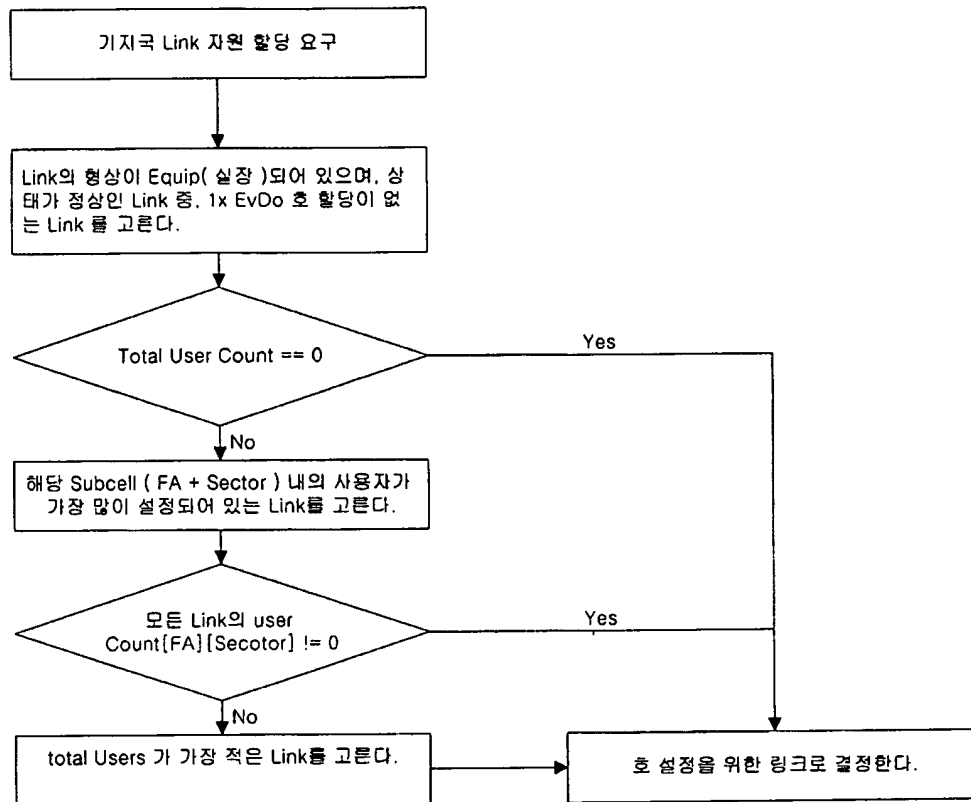 기지국 Link 자원 할당 요구
Link의 형상이 Equip( 실장 )되어 있으며, 상
태가 정상인 Link 중, 1x EvDo 호 할당이 없
는 Link 를 고른다.
Total User Count == 0
Yes
No
해당 Subcell ( FA + Sector ) 내의 사용자가
가장 많이 설정되어 있는 Link를 고른다.
모든 Link의 user
Count[FA][Secotor] != 0
Yes
No
total Users 가 가장 적은 Link를 고른다.
호 설정을 위한 링크로 결정한다.